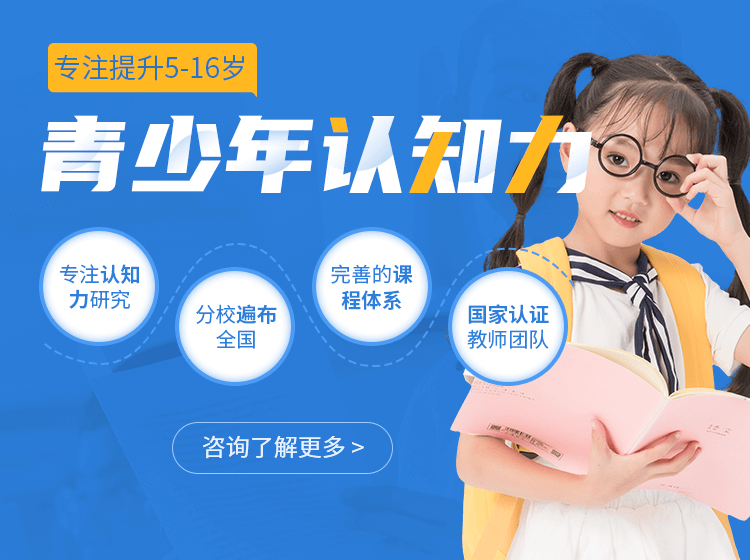 专注提升5-16岁
青少年认知力
专注认知
力研究
分校遍布
全国
完善的课
程体系
国家认证
教师团队
咨询了解更多 >